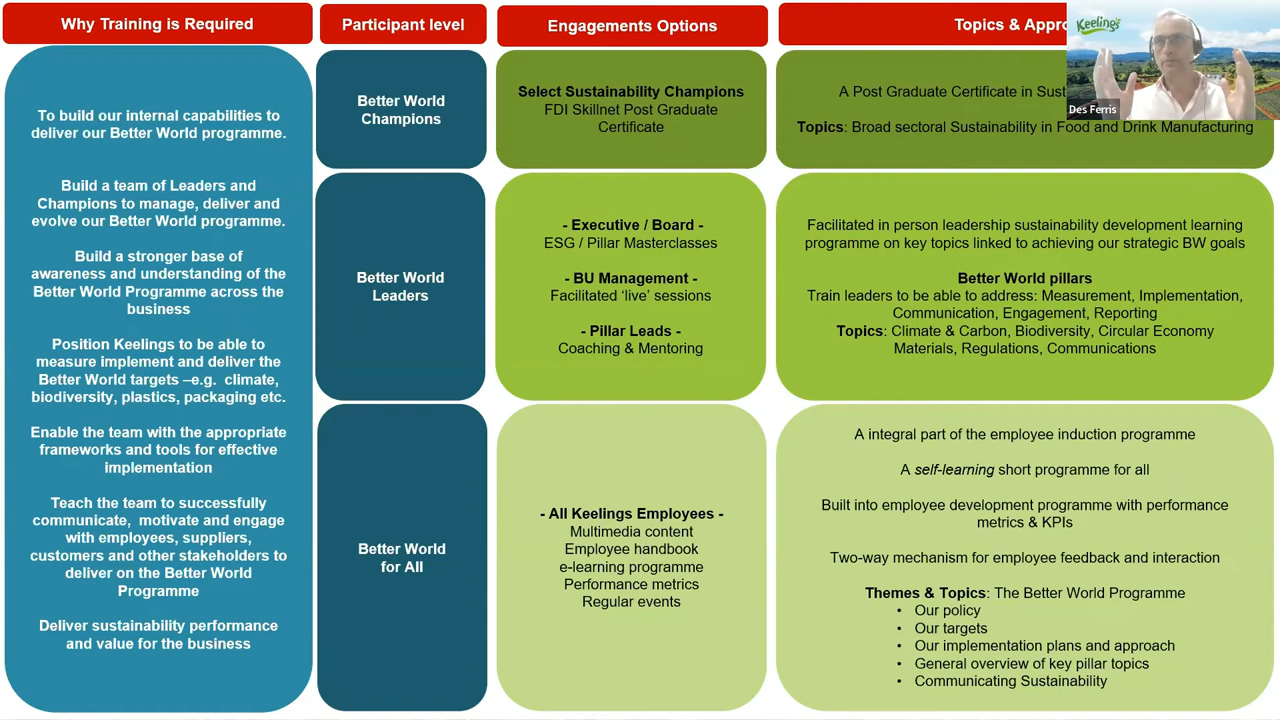 Why Training is Required
Participant level
Engagements Options
Topics &
Keelings
Des Ferris
To build our internal capabilities to
deliver our Better World programme.
Build a team of Leaders and
Champions to manage, deliver and
evolve our Better World programme.
Build a stronger base of
awareness and understanding of the
Better World Programme across the
business
Position Keelings to be able to
measure implement and deliver the
Better World targets –e.g. climate,
biodiversity, plastics, packaging etc.
Enable the team with the appropriate
frameworks and tools for effective
implementation
Teach the team to successfully
communicate, motivate and engage
with employees, suppliers,
customers and other stakeholders to
deliver on the Better World
Programme
Deliver sustainability performance
and value for the business
Better World
Champions
Select Sustainability Champions
FDI Skillnet Post Graduate
Certificate
A Post Graduate Certificate in
Topics: Broad sectoral Sustainability in Food and Drink Manufacturing
Better World
Leaders
- Executive / Board -
ESG / Pillar Masterclasses
- BU Management -
Facilitated ‘live’ sessions
- Pillar Leads -
Coaching & Mentoring
Facilitated in person leadership sustainability development learning
programme on key topics linked to achieving our strategic BW goals
Better World pillars
Train leaders to be able to address: Measurement, Implementation,
Communication, Engagement, Reporting
Topics: Climate & Carbon, Biodiversity, Circular Economy
Materials, Regulations, Communications
Better World
for All
- All Keelings Employees -
Multimedia content
Employee handbook
e-learning programme
Performance metrics
Regular events
A integral part of the employee induction programme
A self-learning short programme for all
Built into employee development programme with performance
metrics & KPIs
Two-way mechanism for employee feedback and interaction
Themes & Topics: The Better World Programme
• Our policy
• Our targets
• Our implementation plans and approach
• General overview of key pillar topics
• Communicating Sustainability